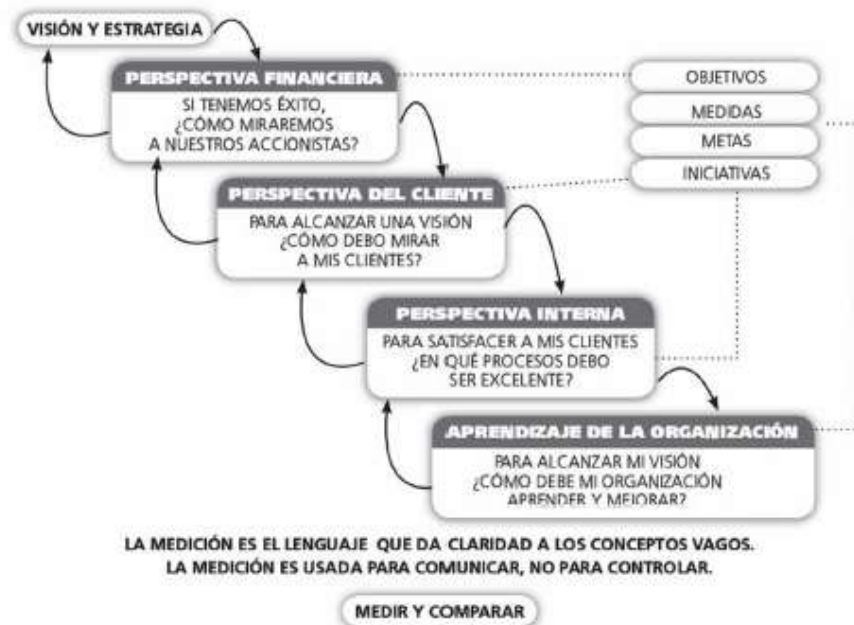 VISIÓN Y ESTRATEGIA
PERSPECTIVA FINANCIERA
SI TENEMOS ÉXITO,
¿CÓMO MIRAREMOS
A NUESTROS ACCIONISTAS?
OBJETIVOS
MEDIDAS
METAS
INICIATIVAS
PERSPECTIVA DEL CLIENTE
PARA ALCANZAR UNA VISIÓN
¿CÓMO DEBO MIRAR
A MIS CLIENTES?
PERSPECTIVA INTERNA
PARA SATISFACER A MIS CLIENTES
¿EN QUÉ PROCESOS DEBO
SER EXCELENTE?
APRENDIZAJE DE LA ORGANIZACIÓN
PARA ALCANZAR MI VISIÓN
¿CÓMO DEBE MI ORGANIZACIÓN
APRENDER Y MEJORAR?
LA MEDICIÓN ES EL LENGUAJE QUE DA CLARIDAD A LOS CONCEPTOS VAGOS.
LA MEDICIÓN ES USADA PARA COMUNICAR, NO PARA CONTROLAR.
MEDIR Y COMPARAR